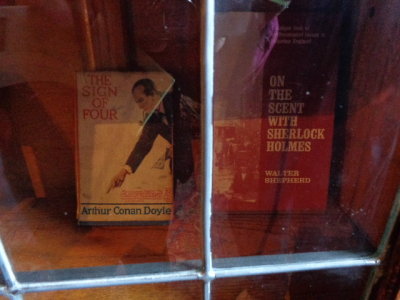 THE
SIGN
OF
FOUR
Arthur Conan Doyle
ON
THE
SCENT
WITH
SHERLOCK
HOLMES
WALTER
SHEPHERD